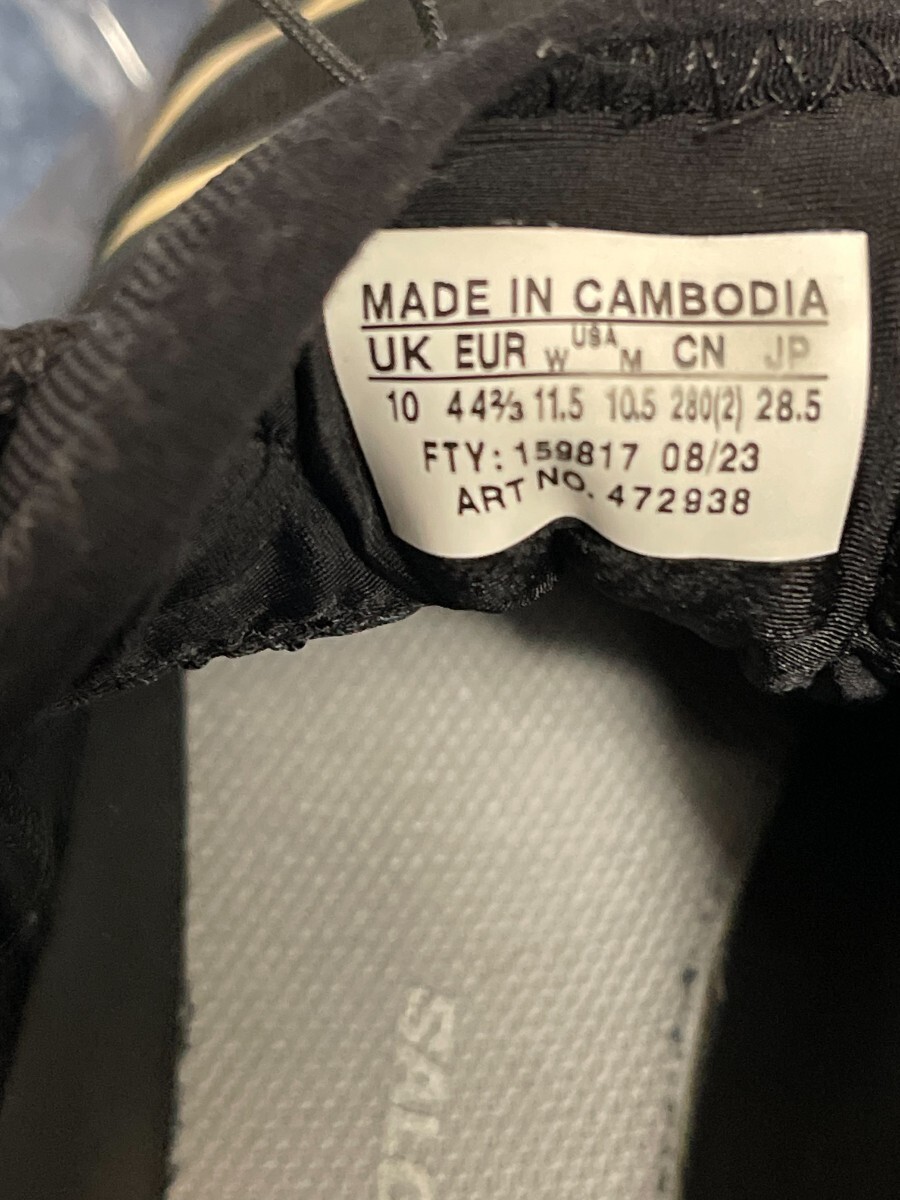 MADE IN CAMBODIA
UK EUR W USA M CN JP
10 44⅔ 11.5 10.5 280(2) 28.5
FTY: 159817 08/23
ART NO. 472938
SALO